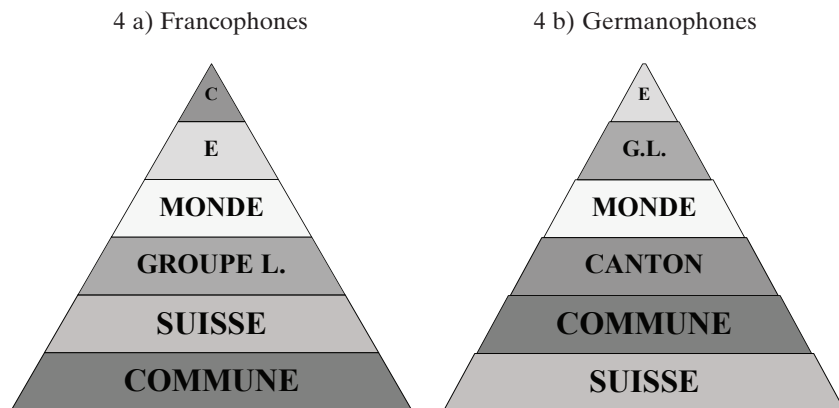 4 a) Francophones
C
E
MONDE
GROUPE L.
SUISSE
COMMUNE
4 b) Germanophones
E
G.L.
MONDE
CANTON
COMMUNE
SUISSE